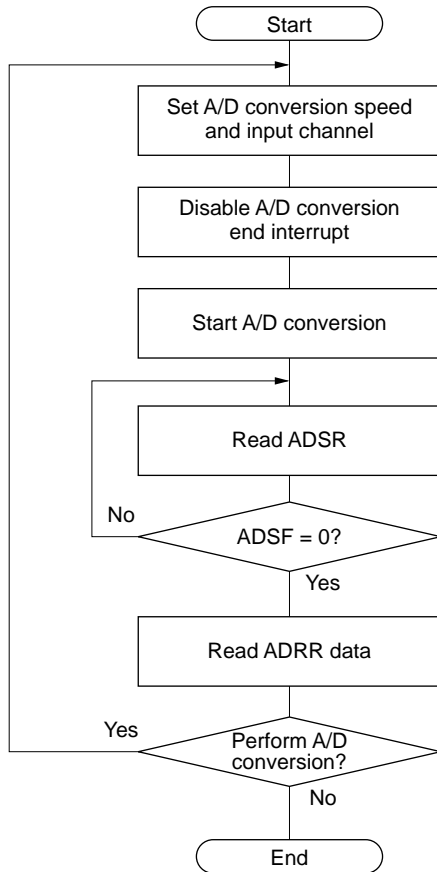 Start
Set A/D conversion speed
and input channel
Disable A/D conversion
end interrupt
Start A/D conversion
Read ADSR
No
ADSF = 0?
Yes
Read ADRR data
Yes
Perform A/D
conversion?
No
End